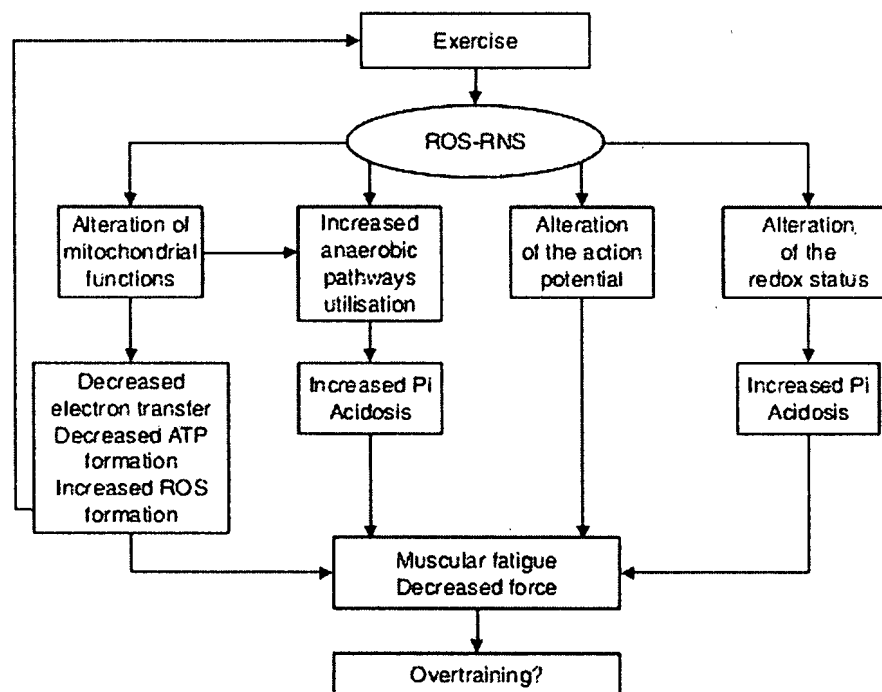 Exercise
ROS-RNS
Alteration of
mitochondrial
functions
Increased
anaerobic
pathways
utilisation
Alteration
of the action
potential
Alteration
of the
redox status
Decreased
electron transfer
Decreased ATP
formation
Increased ROS
formation
Increased Pi
Acidosis
Increased Pi
Acidosis
Muscular fatigue
Decreased force
Overtraining?